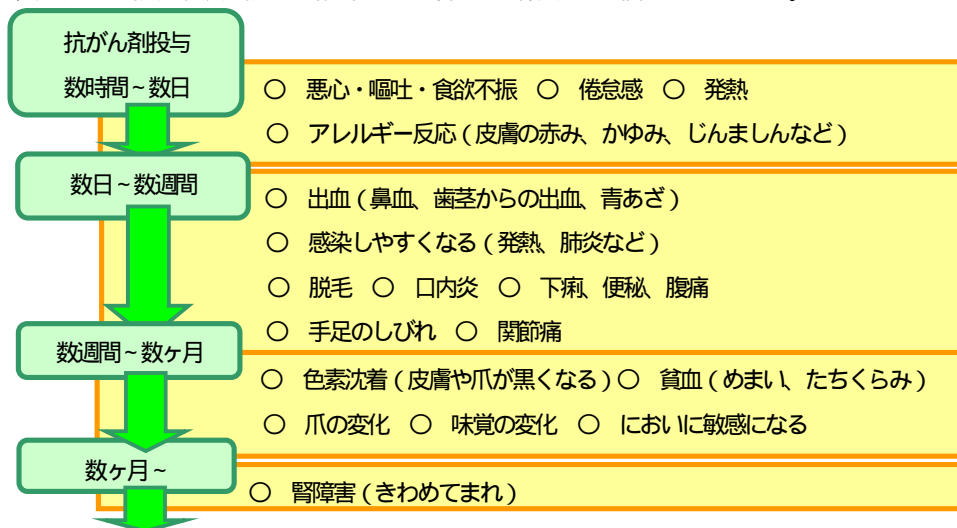 抗がん剤投与
数時間~数日
○ 悪心・嘔吐・食欲不振 ○ 倦怠感 ○ 発熱
○ アレルギー反応(皮膚の赤み、かゆみ、じんましんなど)
数日~数週間
○ 出血(鼻血、歯茎からの出血、青あざ)
○ 感染しやすくなる(発熱、肺炎など)
○ 脱毛 ○ 口内炎 ○ 下痢、便秘、腹痛
○ 手足のしびれ ○ 関節痛
数週間~数ヶ月
○ 色素沈着(皮膚や爪が黒くなる)○ 貧血(めまい、たちくらみ)
○ 爪の変化 ○ 味覚の変化 ○ においに敏感になる
数ヶ月~
○ 腎障害(きわめてまれ)